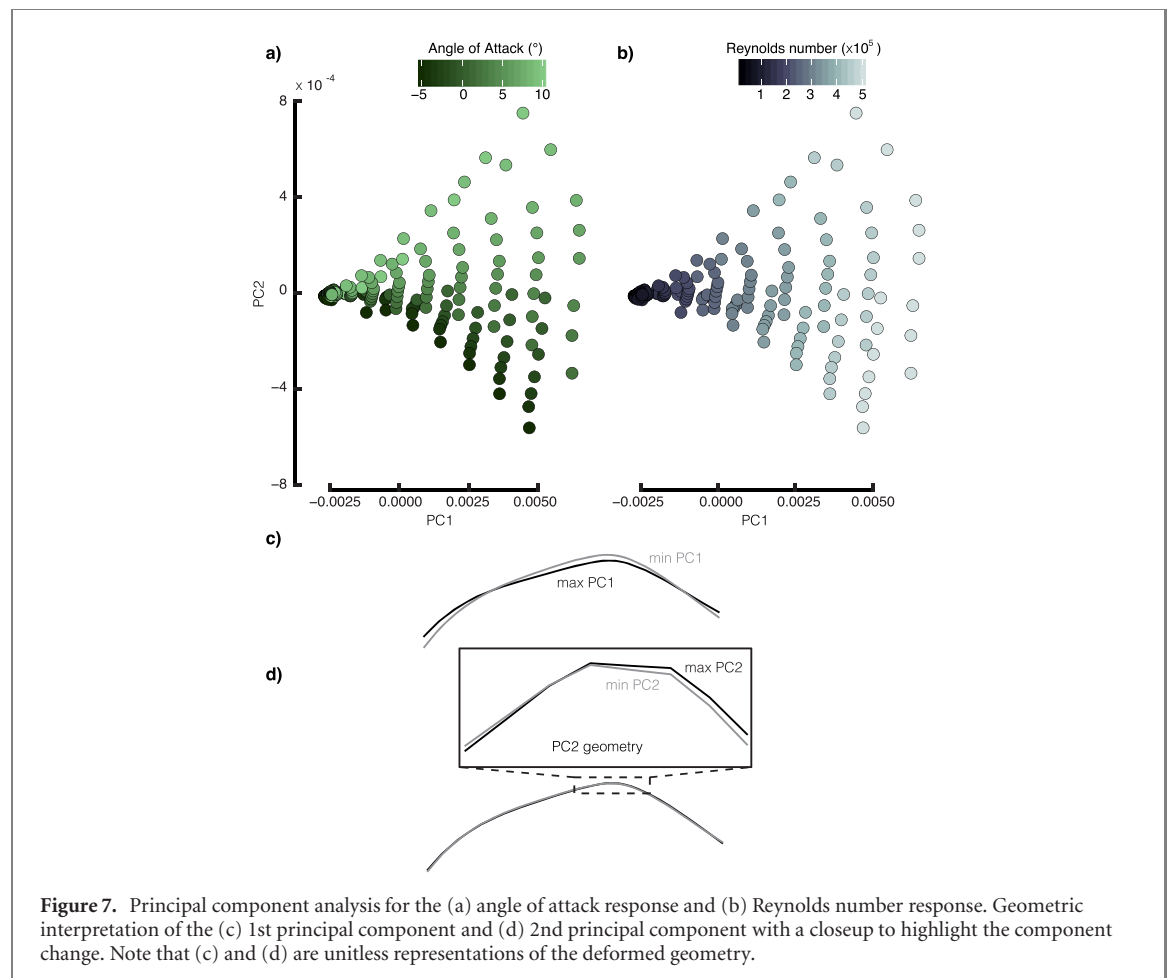 a)
Angle of Attack (°)
−5 0 5 10
b)
Reynolds number (×10⁵)
1 2 3 4 5
× 10⁻⁴
8
4
0
−4
−8
PC2
−0.0025 0.0000 0.0025 0.0050
PC1
−0.0025 0.0000 0.0025 0.0050
PC1
c)
min PC1
max PC1
d)
max PC2
min PC2
PC2 geometry
Figure 7. Principal component analysis for the (a) angle of attack response and (b) Reynolds number response. Geometric
interpretation of the (c) 1st principal component and (d) 2nd principal component with a closeup to highlight the component
change. Note that (c) and (d) are unitless representations of the deformed geometry.